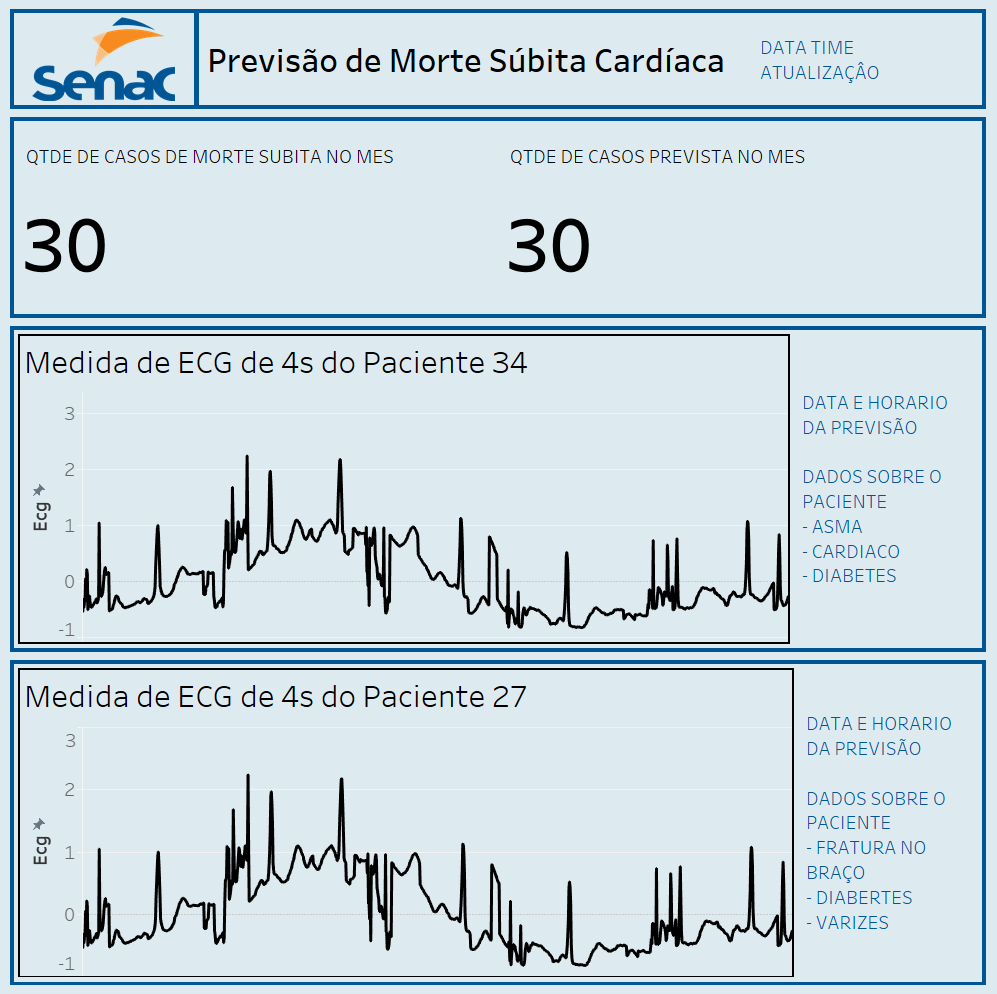 Senac
Previsão de Morte Súbita Cardíaca
DATA TIME
ATUALIZAÇÂO
QTDE DE CASOS DE MORTE SUBITA NO MES
QTDE DE CASOS PREVISTA NO MES
30
30
Medida de ECG de 4s do Paciente 34
3
2
1
0
-1
Ecg
DATA E HORARIO
DA PREVISÃO
DADOS SOBRE O
PACIENTE
- ASMA
- CARDIACO
- DIABETES
Medida de ECG de 4s do Paciente 27
3
2
1
0
-1
Ecg
DATA E HORARIO
DA PREVISÃO
DADOS SOBRE O
PACIENTE
- FRATURA NO
BRAÇO
- DIABERTES
- VARIZES